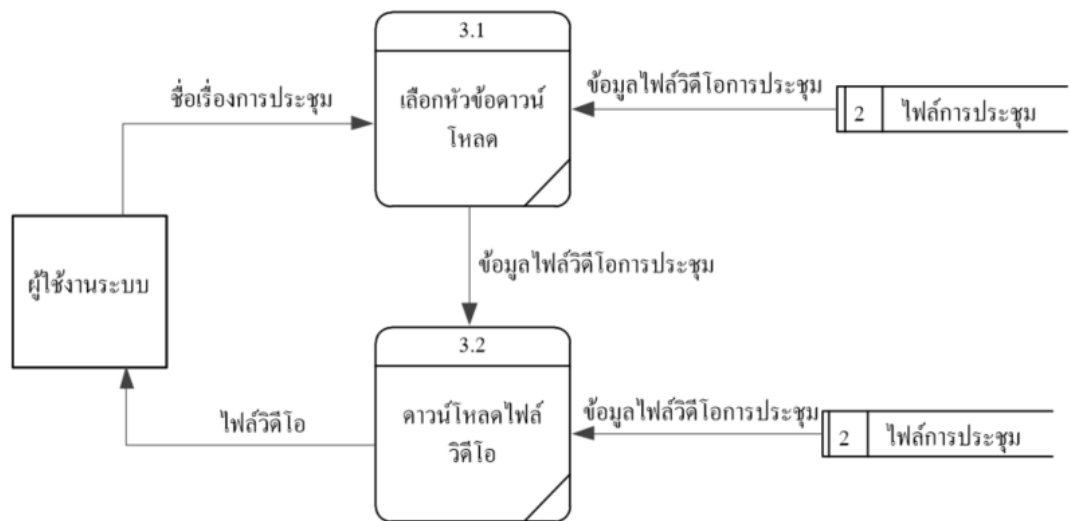 3.1
ชื่อเรื่องการประชุม
เลือกหัวข้อดาวน์
โหลด
ข้อมูลไฟล์วิดีโอการประชุม
2 ไฟล์การประชุม
ผู้ใช้งานระบบ
ข้อมูลไฟล์วิดีโอการประชุม
3.2
ไฟล์วิดีโอ
ดาวน์โหลดไฟล์
วิดีโอ
ข้อมูลไฟล์วิดีโอการประชุม
2 ไฟล์การประชุม